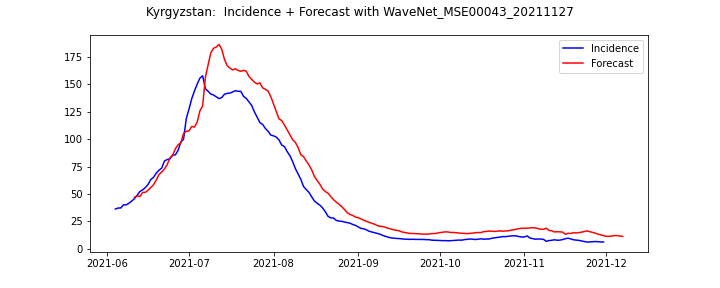 Kyrgyzstan:  Incidence + Forecast with WaveNet_MSE00043_20211127
Incidence
Forecast
175
150
125
100
75
50
25
0
2021-06 2021-07 2021-08 2021-09 2021-10 2021-11 2021-12